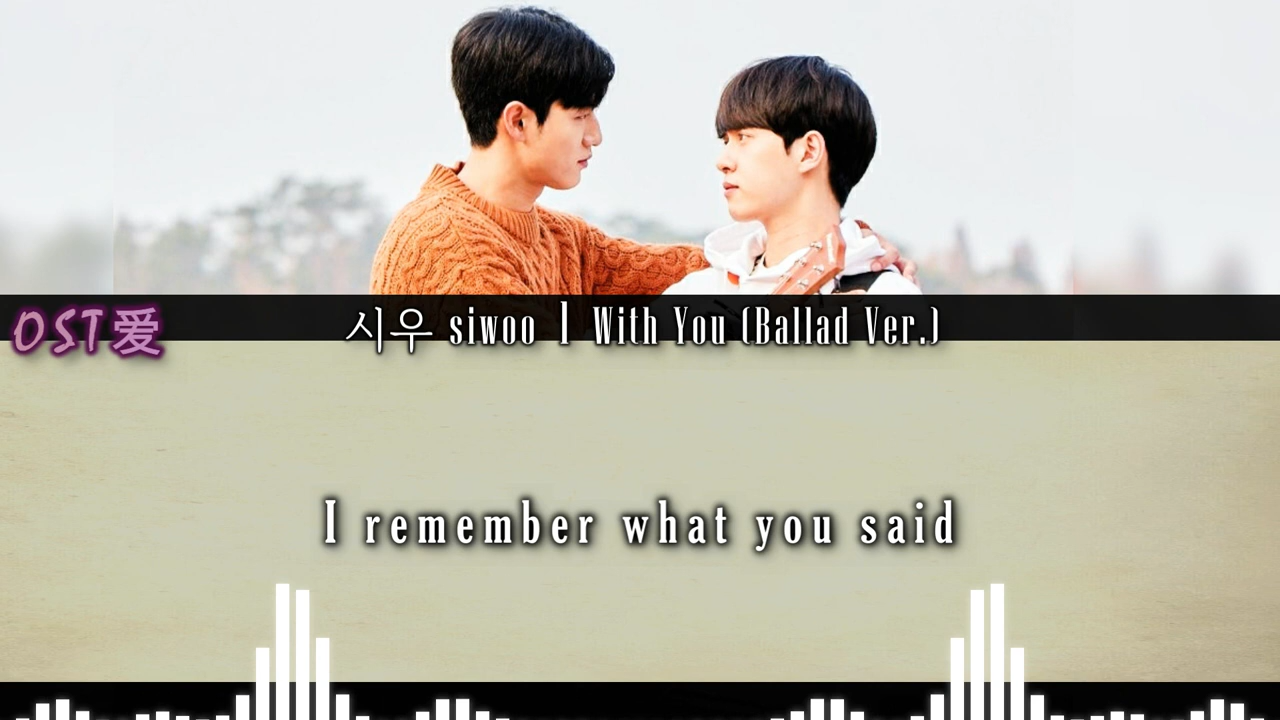 OST爱
시우 siwoo | With You (Ballad Ver.)
I remember what you said